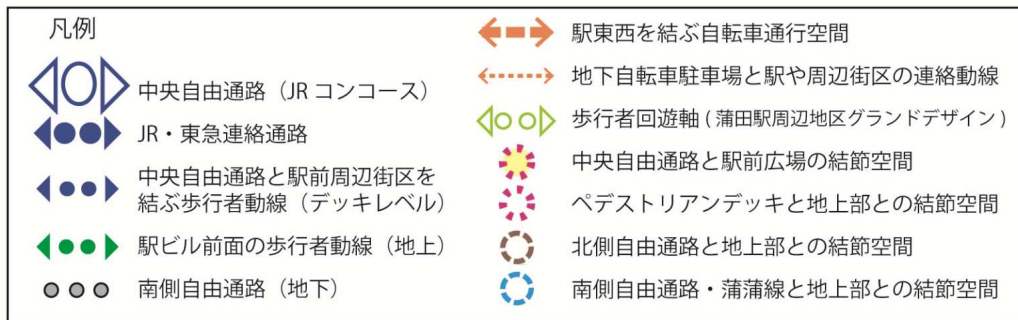 凡例
中央自由通路（JR コンコース）
JR・東急連絡通路
中央自由通路と駅前周辺街区を
結ぶ歩行者動線（デッキレベル）
駅ビル前面の歩行者動線（地上）
南側自由通路（地下）
駅東西を結ぶ自転車通行空間
地下自転車駐車場と駅や周辺街区の連絡動線
歩行者回遊軸 ( 蒲田駅周辺地区グランドデザイン )
中央自由通路と駅前広場の結節空間
ペデストリアンデッキと地上部との結節空間
北側自由通路と地上部との結節空間
南側自由通路・蒲蒲線と地上部との結節空間